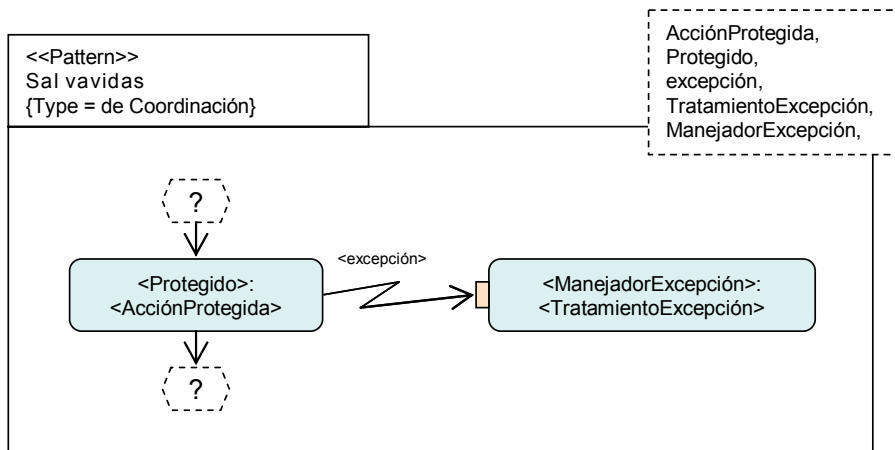 <<Pattern>>
Sal vavidas
{Type = de Coordinación}
AcciónProtegida,
Protegido,
excepción,
TratamientoExcepción,
ManejadorExcepción,
?
<excepción>
<Protegido>:
<AcciónProtegida>
<ManejadorExcepción>:
<TratamientoExcepción>
?